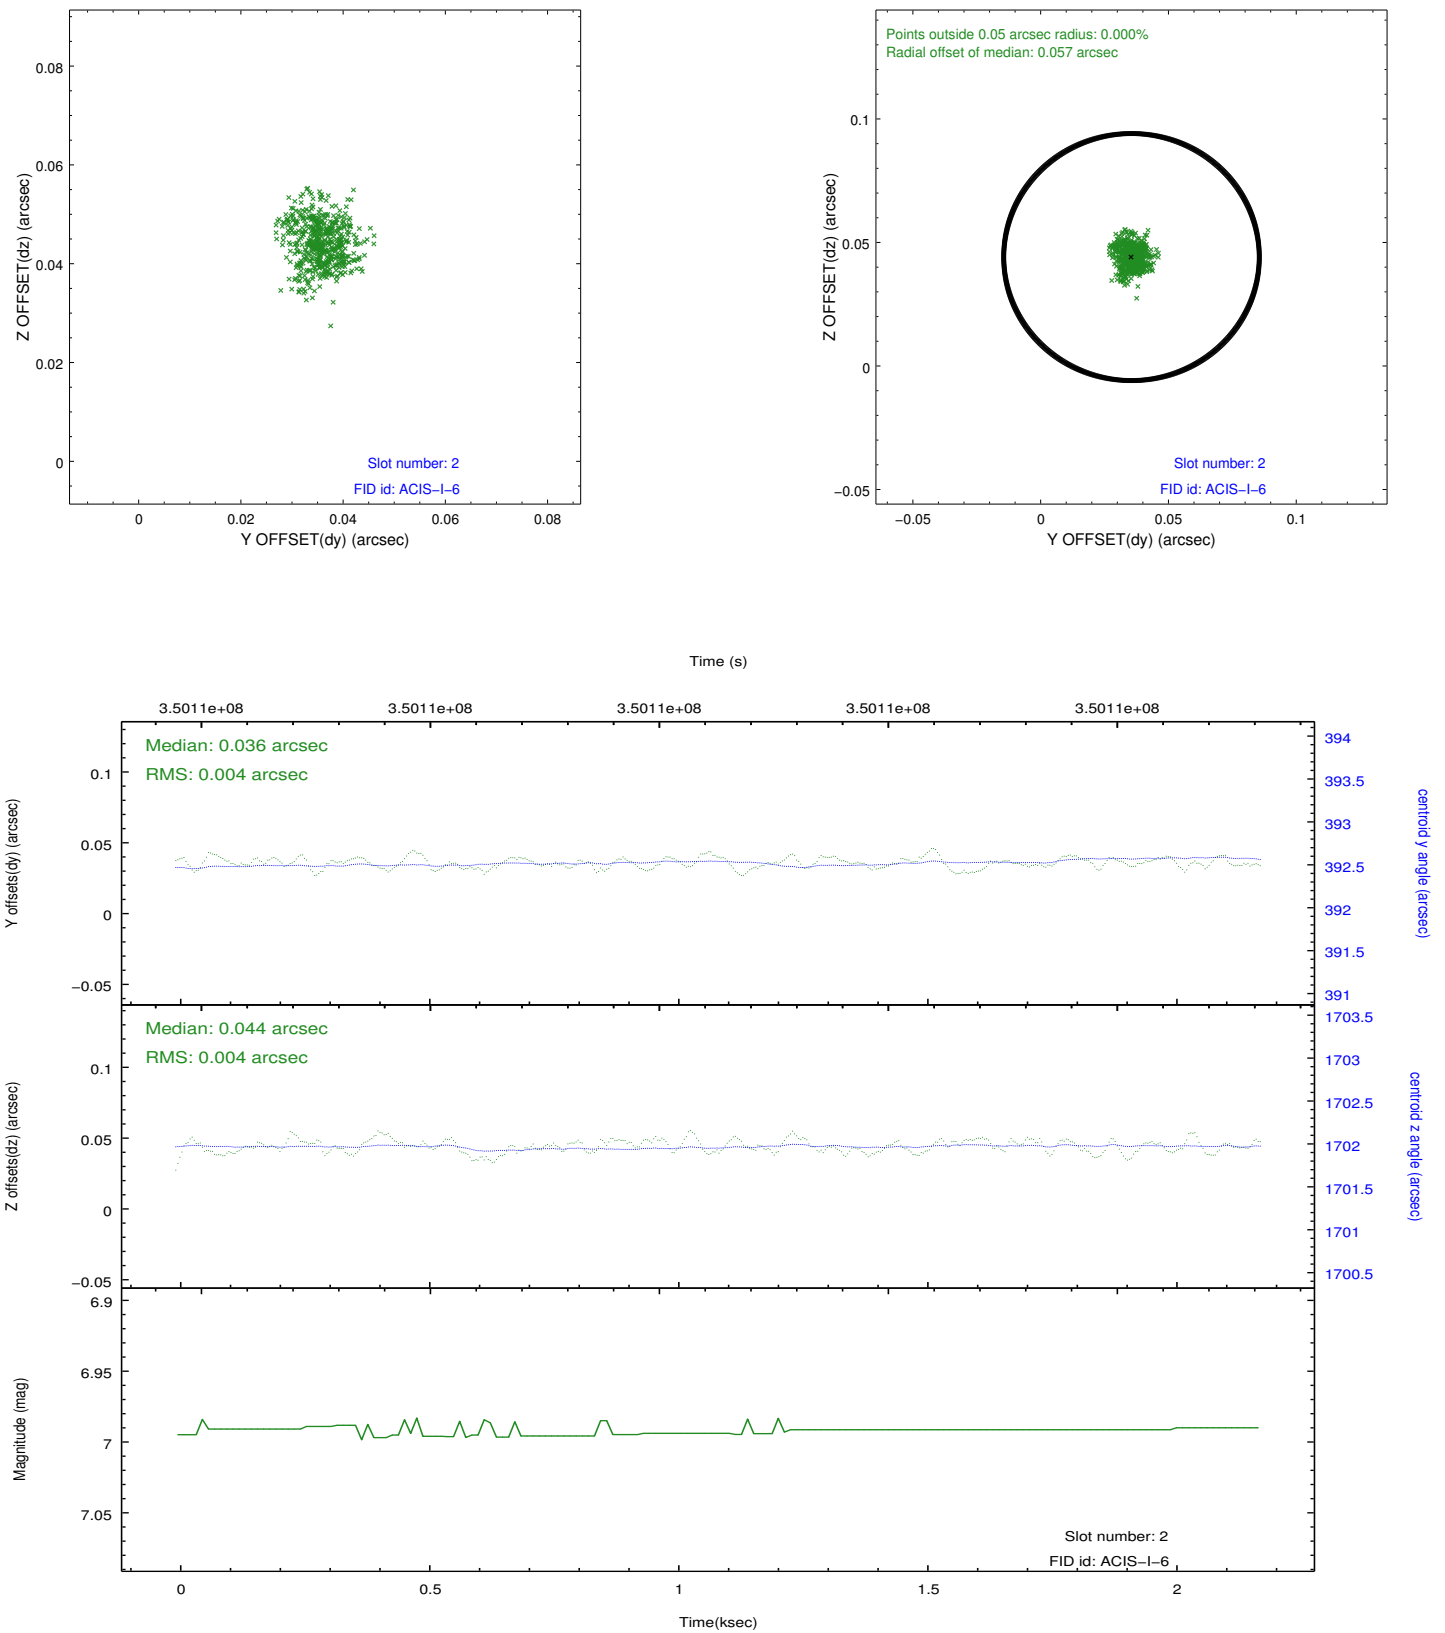 0.08
0.06
0.04
0.02
0
Z OFFSET(dz) (arcsec)
Slot number: 2
FID id: ACIS−I−6
0
0.02
0.04
0.06
0.08
Y OFFSET(dy) (arcsec)
Points outside 0.05 arcsec radius: 0.000%
Radial offset of median: 0.057 arcsec
0.1
0.05
0
−0.05
Z OFFSET(dz) (arcsec)
Slot number: 2
FID id: ACIS−I−6
−0.05
0
0.05
0.1
Y OFFSET(dy) (arcsec)
Time (s)
3.5011e+08
3.5011e+08
3.5011e+08
3.5011e+08
3.5011e+08
Median: 0.036 arcsec
RMS: 0.004 arcsec
0.1
0.05
0
−0.05
Y offsets(dy) (arcsec)
394
393.5
393
392.5
392
391.5
391
centroid y angle (arcsec)
Median: 0.044 arcsec
RMS: 0.004 arcsec
0.1
0.05
0
−0.05
Z offsets(dz) (arcsec)
1703.5
1703
1702.5
1702
1701.5
1701
1700.5
centroid z angle (arcsec)
6.9
6.95
7
7.05
Magnitude (mag)
Slot number: 2
FID id: ACIS−I−6
0
0.5
1
1.5
2
Time(ksec)